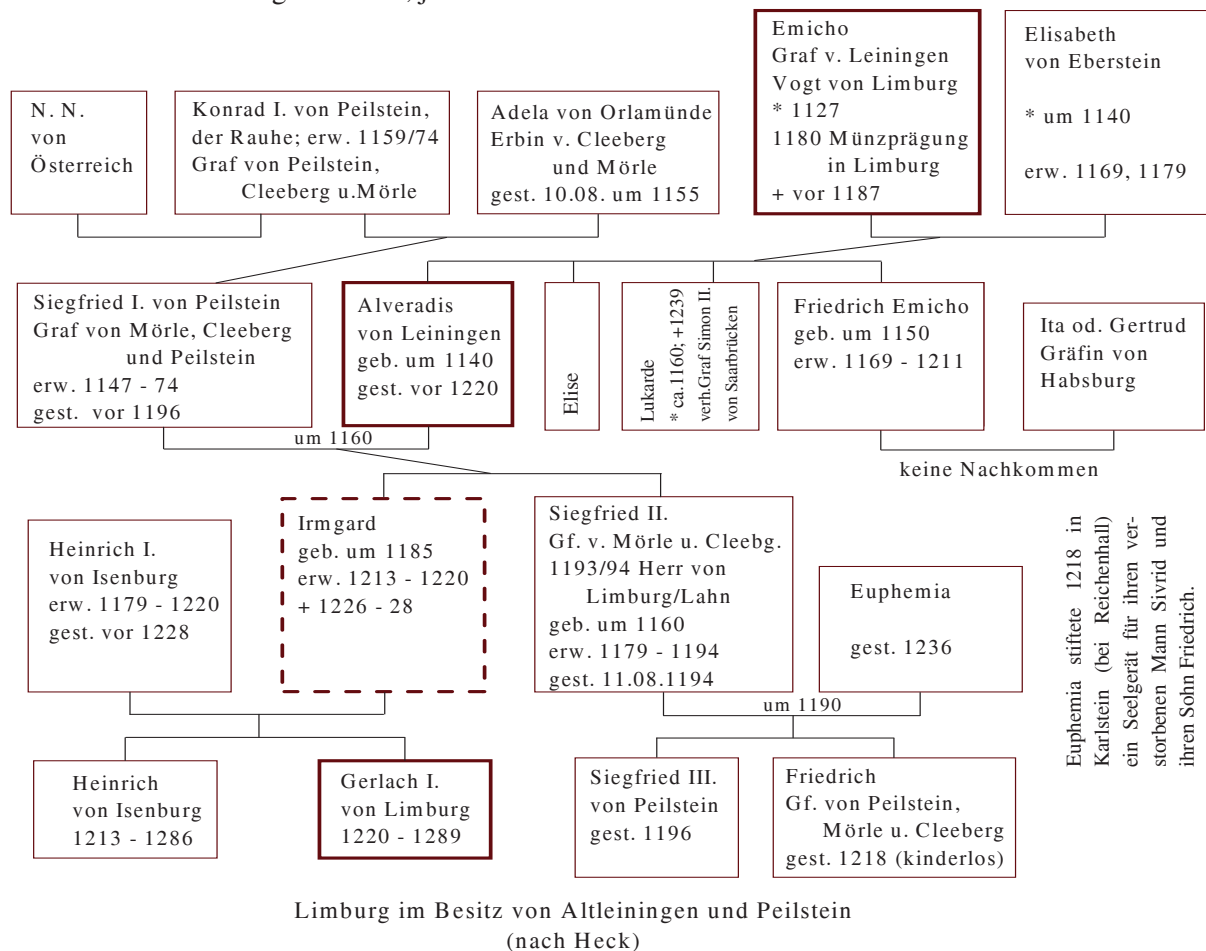 Emicho
Graf v. Leiningen
Vogt von Limburg
* 1127
1180 Münzprägung
in Limburg
+ vor 1187
Elisabeth
von Eberstein
* um 1140
erw. 1169, 1179
N. N.
von
Österreich
Konrad I. von Peilstein,
der Rauhe; erw. 1159/74
Graf von Peilstein,
Cleeberg u.Mörle
Adela von Orlamünde
Erbin v. Cleeberg
und Mörle
gest. 10.08. um 1155
Siegfried I. von Peilstein
Graf von Mörle, Cleeberg
und Peilstein
erw. 1147 - 74
gest. vor 1196
Alveradis
von Leiningen
geb. um 1140
gest. vor 1220
Elise
Lukarde
* ca.1160; +1239
verh.Graf Simon II.
von Saarbrücken
Friedrich Emicho
geb. um 1150
erw. 1169 - 1211
Ita od. Gertrud
Gräfin von
Habsburg
um 1160
keine Nachkommen
Heinrich I.
von Isenburg
erw. 1179 - 1220
gest. vor 1228
Irmgard
geb. um 1185
erw. 1213 - 1220
+ 1226 - 28
Siegfried II.
Gf. v. Mörle u. Cleebg.
1193/94 Herr von
Limburg/Lahn
geb. um 1160
erw. 1179 - 1194
gest. 11.08.1194
Euphemia
gest. 1236
Euphemia stiftete 1218 in
Karlstein (bei Reichenhall)
ein Seelgerät für ihren ver-
storbenen Mann Sivrid und
ihren Sohn Friedrich.
um 1190
Heinrich
von Isenburg
1213 - 1286
Gerlach I.
von Limburg
1220 - 1289
Siegfried III.
von Peilstein
gest. 1196
Friedrich
Gf. von Peilstein,
Mörle u. Cleeberg
gest. 1218 (kinderlos)
Limburg im Besitz von Altleiningen und Peilstein
(nach Heck)